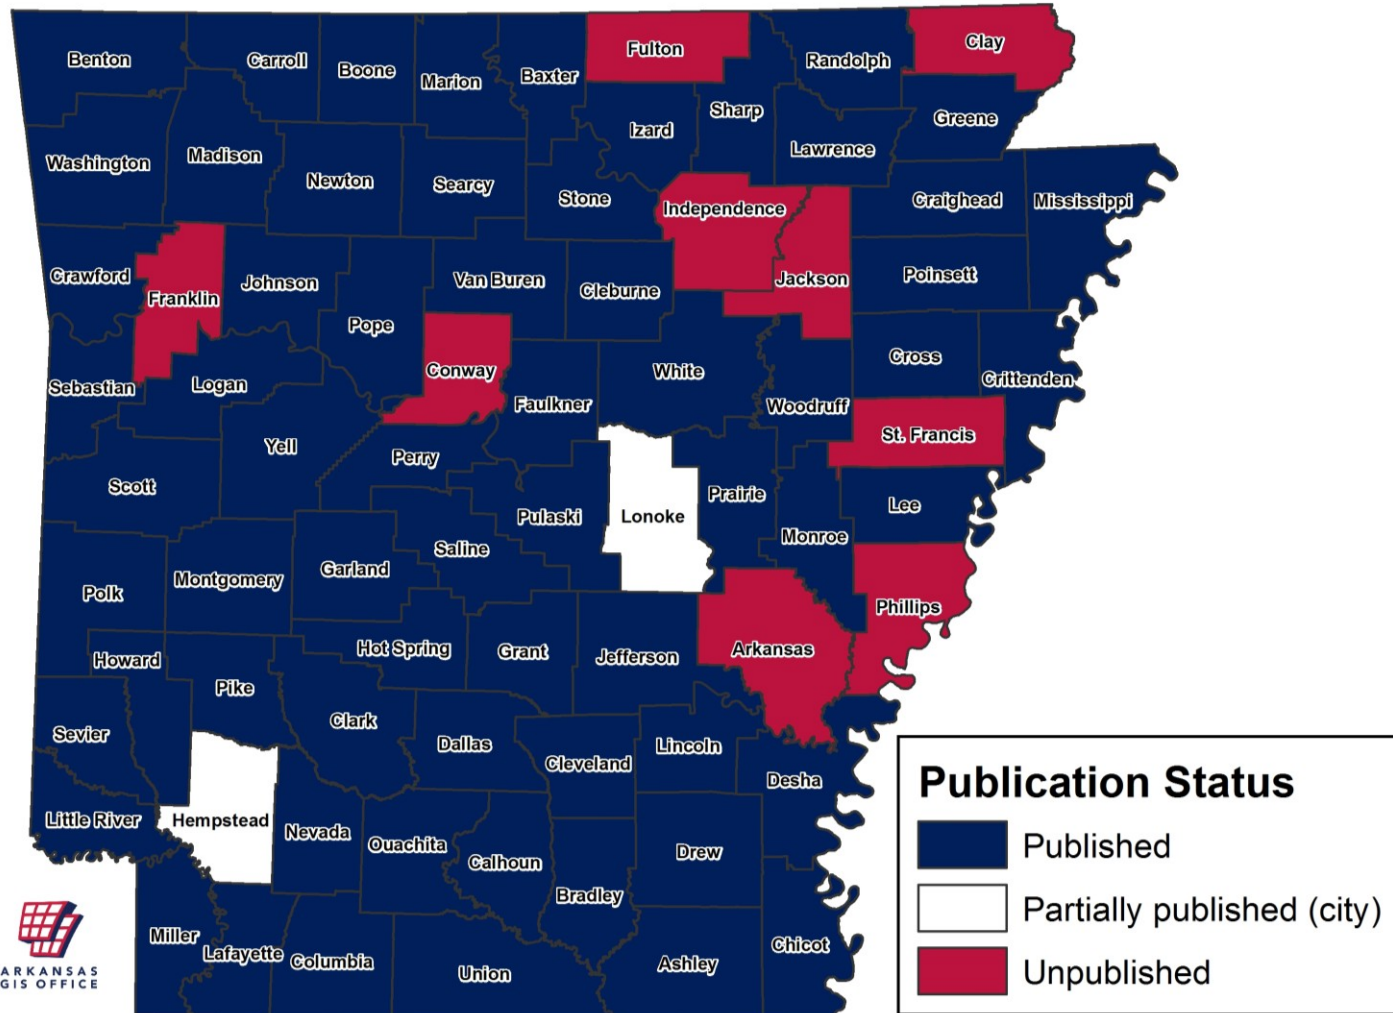 Benton
Carroll
Boone
Marion
Baxter
Fulton
Randolph
Clay
Izard
Sharp
Greene
Washington
Madison
Newton
Searcy
Stone
Lawrence
Independence
Craighead
Mississippi
Crawford
Franklin
Johnson
Pope
Van Buren
Cleburne
Jackson
Poinsett
Sebastian
Logan
Conway
Faulkner
White
Woodruff
Cross
Crittenden
Yell
Perry
St. Francis
Scott
Pulaski
Lonoke
Prairie
Monroe
Lee
Polk
Montgomery
Garland
Saline
Phillips
Howard
Hot Spring
Grant
Jefferson
Arkansas
Pike
Sevier
Clark
Dallas
Cleveland
Lincoln
Desha
Little River
Hempstead
Nevada
Ouachita
Calhoun
Bradley
Drew
Miller
Lafayette
Columbia
Union
Ashley
Chicot
Publication Status
Published
Partially published (city)
Unpublished
ARKANSAS
GIS OFFICE